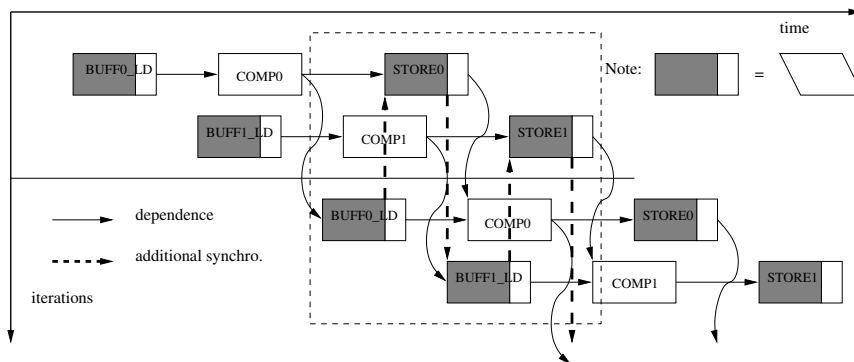 time
BUFF0_LD
COMP0
STORE0
Note:
=
BUFF1_LD
COMP1
STORE1
dependence
BUFF0_LD
COMP0
STORE0
additional synchro.
BUFF1_LD
COMP1
STORE1
iterations